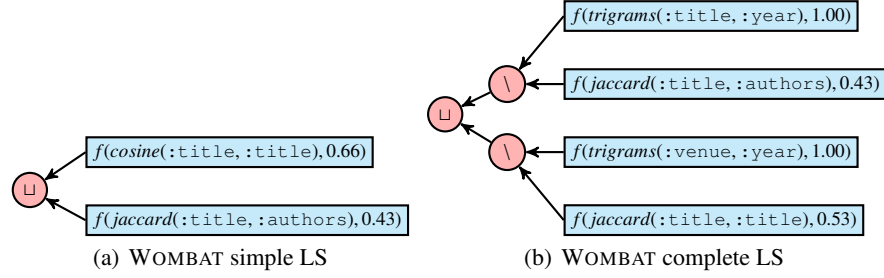 f(trigrams(:title, :year), 1.00)
\
f(jaccard(:title, :authors), 0.43)
⊔
f(cosine(:title, :title), 0.66)
\
f(trigrams(:venue, :year), 1.00)
⊔
f(jaccard(:title, :authors), 0.43)
f(jaccard(:title, :title), 0.53)
(a) WOMBAT simple LS
(b) WOMBAT complete LS